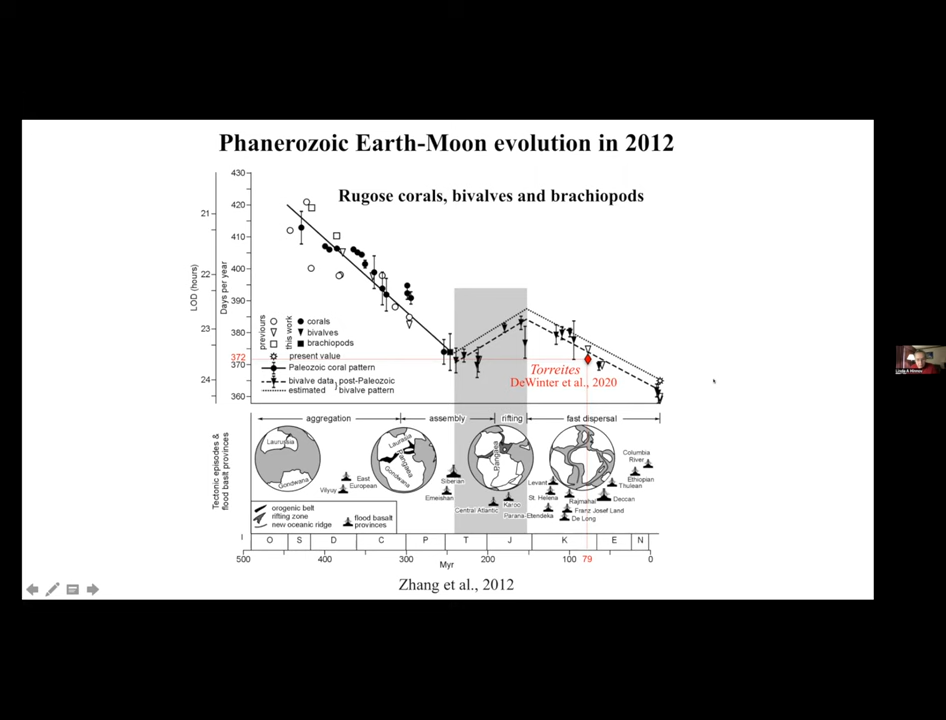 Phanerozoic Earth-Moon evolution in 2012
Rugose corals, bivalves and brachiopods
LOD (hours)
21
22
23
24
Days per year
430
420
410
400
390
380
372
370
360
previours
this work
corals
bivalves
brachiopods
present value
Paleozoic coral pattern
bivalve data
estimated
post-Paleozoic
bivalve pattern
Torreites
DeWinter et al., 2020
aggregation
assembly
rifting
fast dispersal
Tectonic episodes &
flood basalt provinces
Laurussia
Gondwana
Laurasia
Pangaea
Gondwana
Pangaea
East
European
Vilyuy
Siberian
Emeishan
Central Atlantic
Karoo
Parana-Etendeka
Levant
St. Helena
Rajmahal
Franz Josef Land
De Long
Deccan
Thulean
Ethiopian
Columbia
River
orogenic belt
rifting zone
new oceanic ridge
flood basalt
provinces
O S D C P T J K E N
500 400 300 200 100 79 0
Myr
Zhang et al., 2012